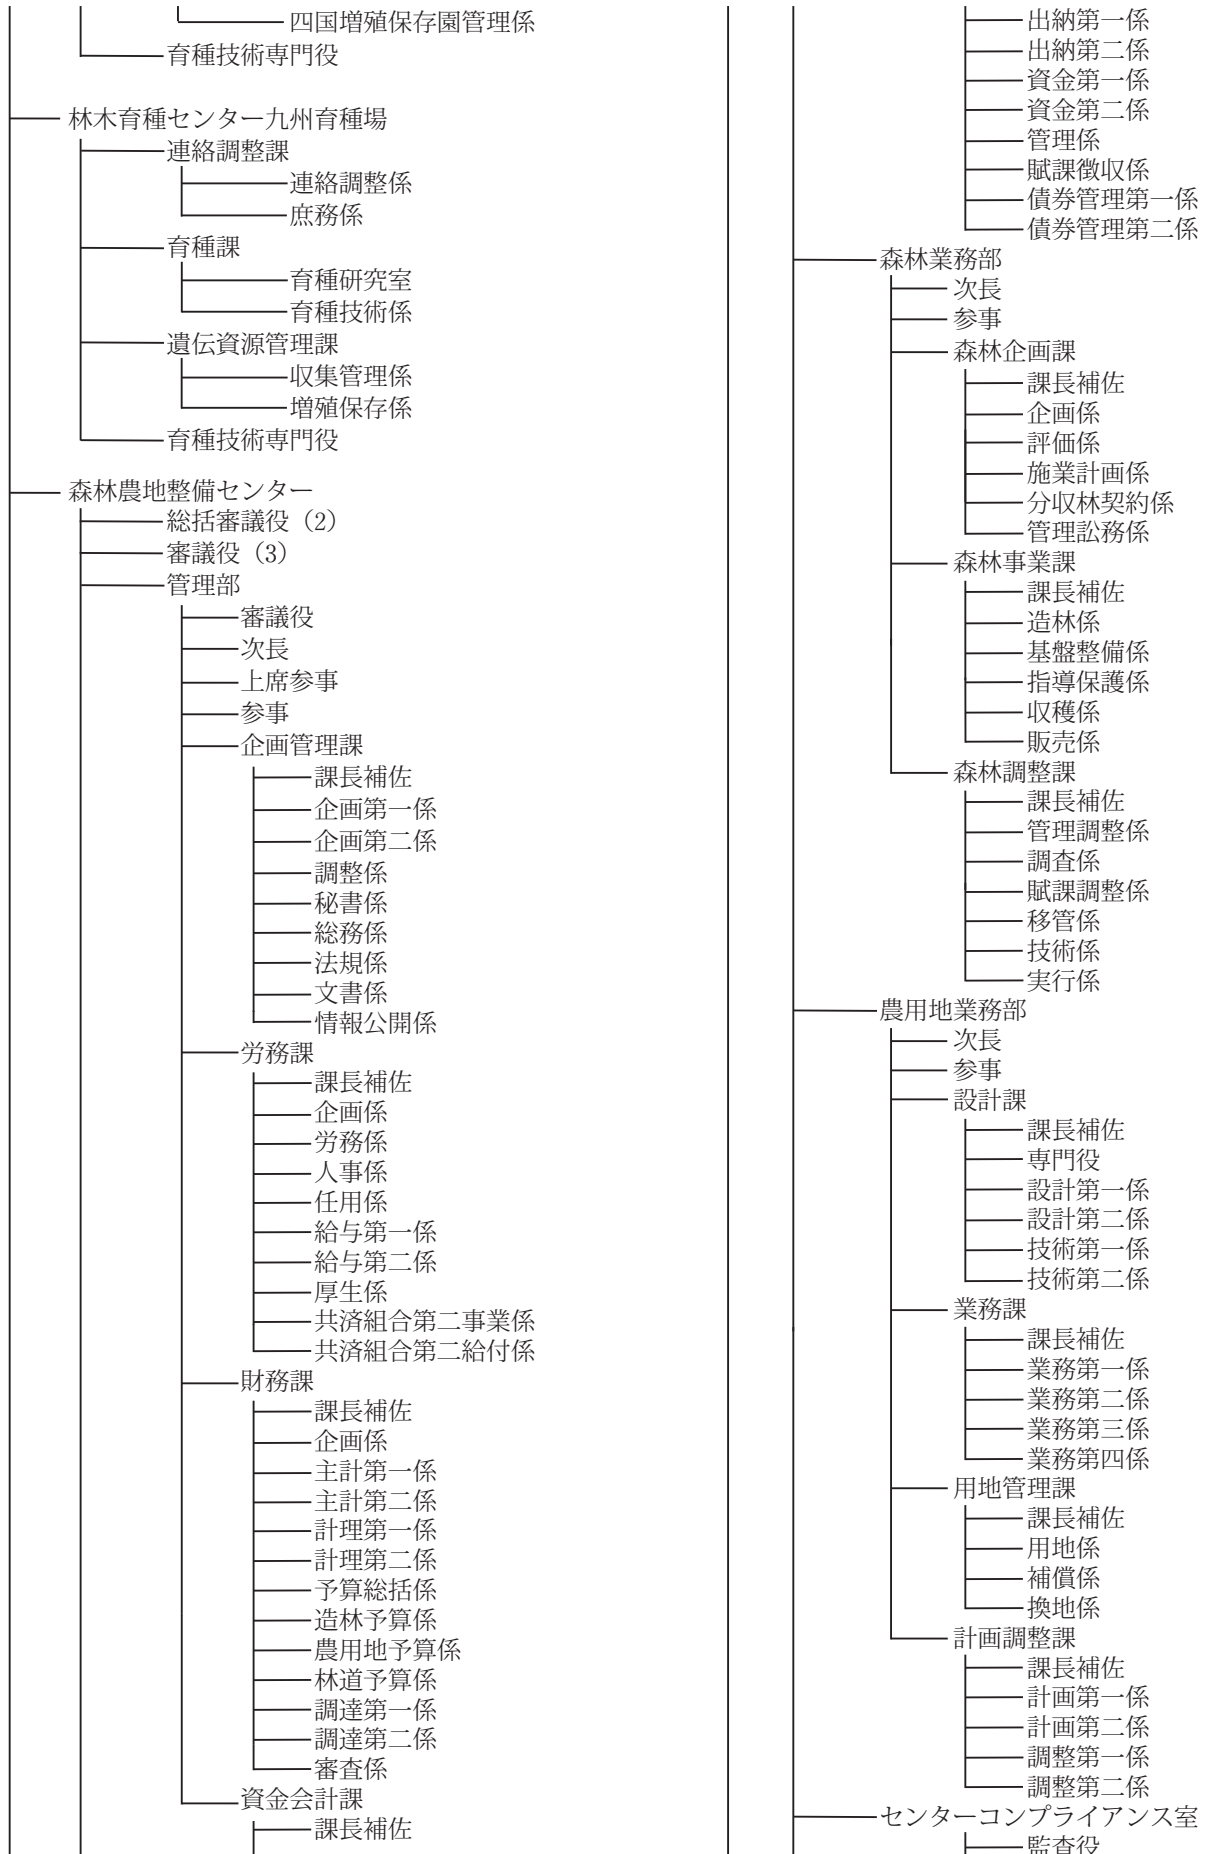 四国増殖保存園管理係
育種技術専門役
林木育種センター九州育種場
連絡調整課
連絡調整係
庶務係
育種課
育種研究室
育種技術係
遺伝資源管理課
収集管理係
増殖保存係
育種技術専門役
森林農地整備センター
総括審議役（2）
審議役（3）
管理部
審議役
次長
上席参事
参事
企画管理課
課長補佐
企画第一係
企画第二係
調整係
秘書係
総務係
法規係
文書係
情報公開係
労務課
課長補佐
企画係
労務係
人事係
任用係
給与第一係
給与第二係
厚生係
共済組合第二事業係
共済組合第二給付係
財務課
課長補佐
企画係
主計第一係
主計第二係
計理第一係
計理第二係
予算総括係
造林予算係
農用地予算係
林道予算係
調達第一係
調達第二係
審査係
資金会計課
課長補佐
出納第一係
出納第二係
資金第一係
資金第二係
管理係
賦課徴収係
債券管理第一係
債券管理第二係
森林業務部
次長
参事
森林企画課
課長補佐
企画係
評価係
施業計画係
分収林契約係
管理訟務係
森林事業課
課長補佐
造林係
基盤整備係
指導保護係
収穫係
販売係
森林調整課
課長補佐
管理調整係
調査係
賦課調整係
移管係
技術係
実行係
農用地業務部
次長
参事
設計課
課長補佐
専門役
設計第一係
設計第二係
技術第一係
技術第二係
業務課
課長補佐
業務第一係
業務第二係
業務第三係
業務第四係
用地管理課
課長補佐
用地係
補償係
換地係
計画調整課
課長補佐
計画第一係
計画第二係
調整第一係
調整第二係
センターコンプライアンス室
監査役